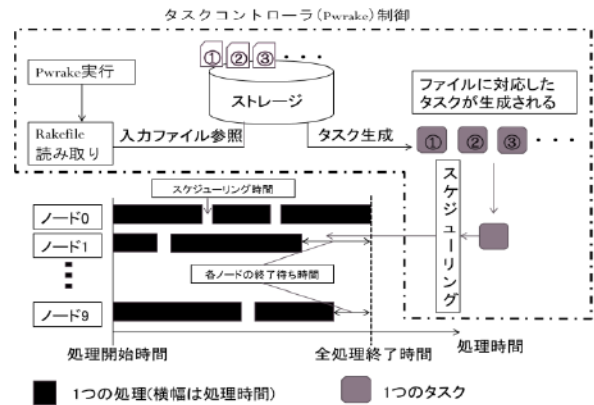 タスクコントローラ(Pwrake)制御
① ② ③ ・・・
Pwrake実行
ストレージ
ファイルに対応した
タスクが生成される
Rakefile
読み取り
入力ファイル参照
タスク生成
① ② ③ ・・・
スケジューリング時間
スケジューリング
ノード0
ノード1
各ノードの終了待ち時間
ノード9
処理開始時間
全処理終了時間
処理時間
1つの処理(横幅は処理時間)
1つのタスク